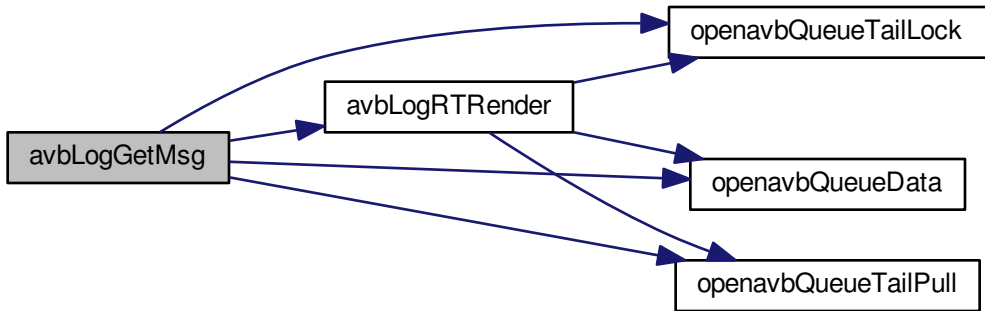 openavbQueueTailLock
avbLogRTRender
avbLogGetMsg
openavbQueueData
openavbQueueTailPull